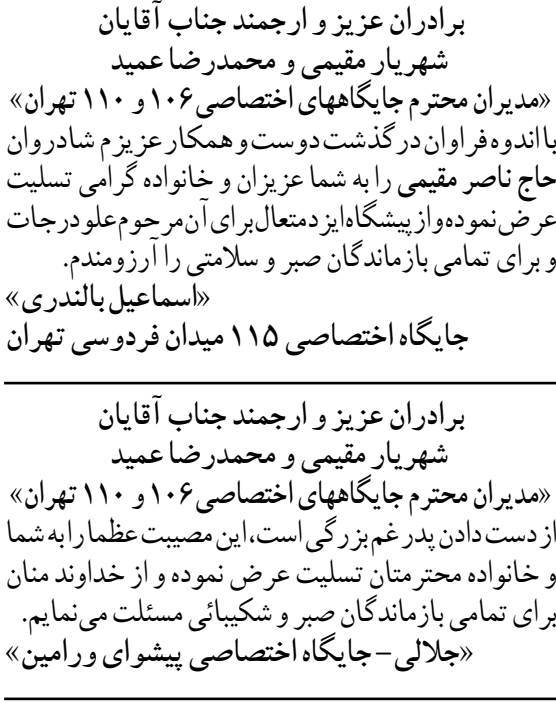 برادران عزیز و ارجمند جناب آقایان
شهریار مقیمی و محمدرضا عمید
«مدیران محترم جایگاههای اختصاصی ۱۰۶ و ۱۱۰ تهران»
با اندوه فراوان درگذشت دوست و همکار عزیزم شادروان
حاج ناصر مقیمی را به شما عزیزان و خانواده گرامی تسلیت
عرض نموده و از پیشگاه ایزد متعال برای آن مرحوم علو درجات
و برای تمامی بازماندگان صبر و سلامتی را آرزومندم.
«اسماعیل بالندری»
جایگاه اختصاصی ۱۱۵ میدان فردوسی تهران
برادران عزیز و ارجمند جناب آقایان
شهریار مقیمی و محمدرضا عمید
«مدیران محترم جایگاههای اختصاصی ۱۰۶ و ۱۱۰ تهران»
از دست دادن پدر غم بزرگی است، این مصیبت عظما را به شما
و خانواده محترمتان تسلیت عرض نموده و از خداوند منان
برای تمامی بازماندگان صبر و شکیبائی مسئلت می‌نمایم.
«جلالی – جایگاه اختصاصی پیشوای ورامین»